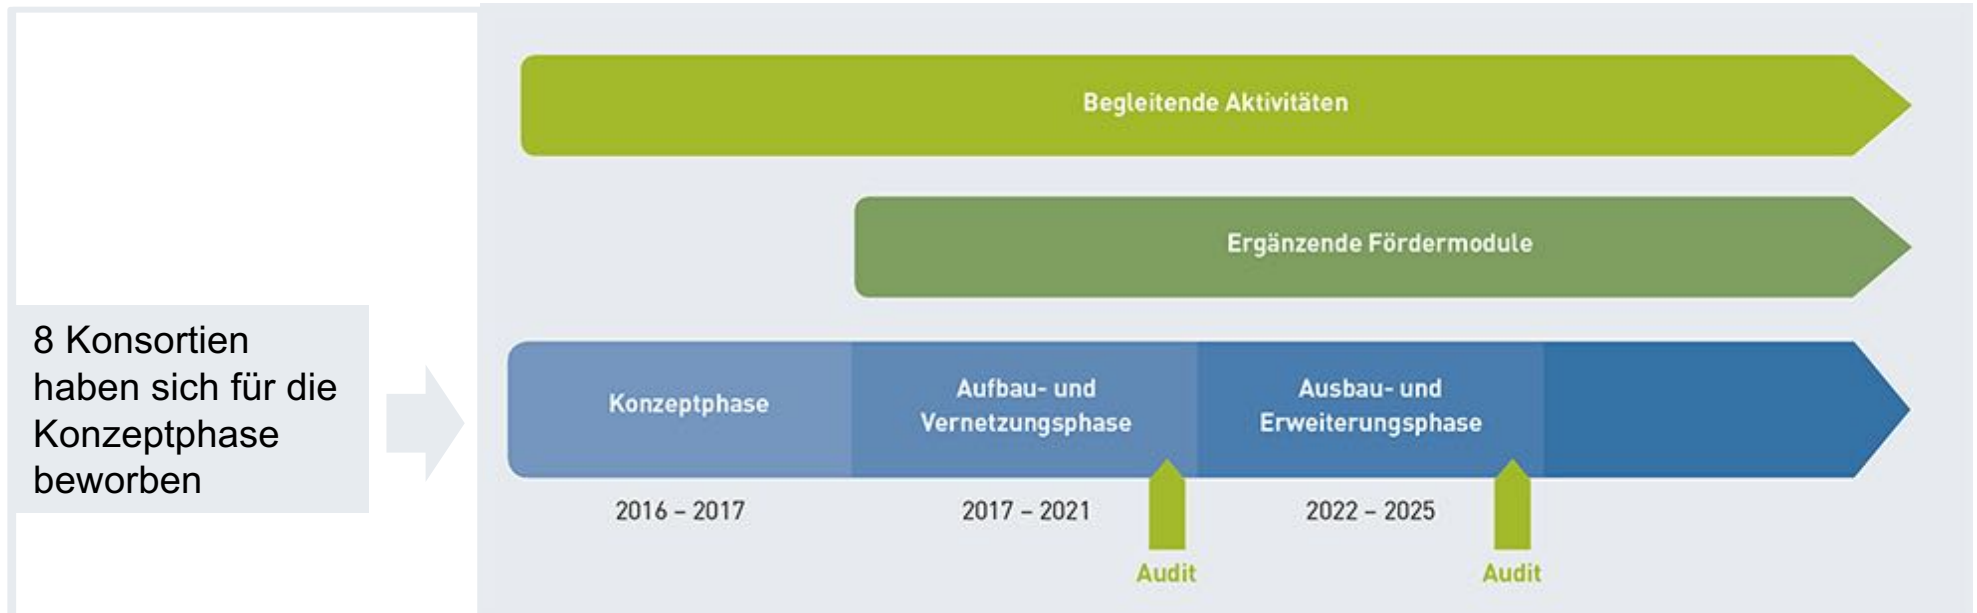 Begleitende Aktivitäten
Ergänzende Fördermodule
8 Konsortien
haben sich für die
Konzeptphase
beworben
Konzeptphase
Aufbau- und
Vernetzungsphase
Ausbau- und
Erweiterungsphase
2016 – 2017
2017 – 2021
2022 – 2025
Audit
Audit